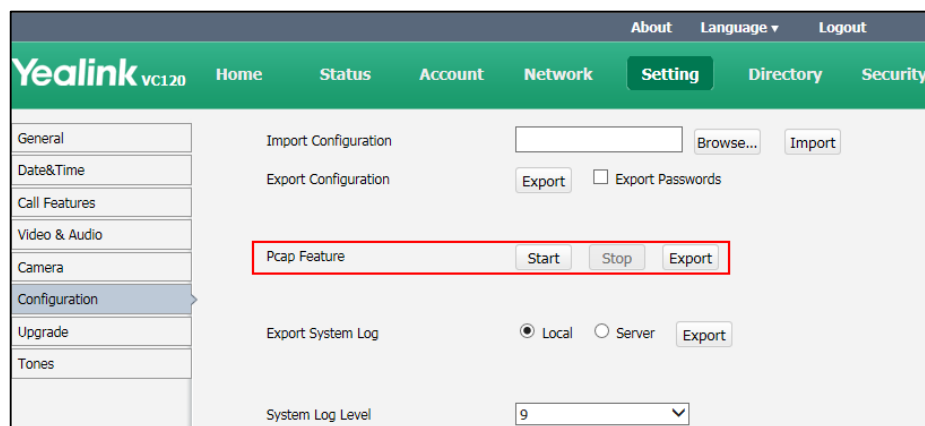 About Language ▾ Logout
Yealink VC120 Home Status Account Network Setting Directory Security
General
Date&Time
Call Features
Video & Audio
Camera
Configuration
Upgrade
Tones
Import Configuration Browse... Import
Export Configuration Export Export Passwords
Pcap Feature Start Stop Export
Export System Log Local Server Export
System Log Level 9